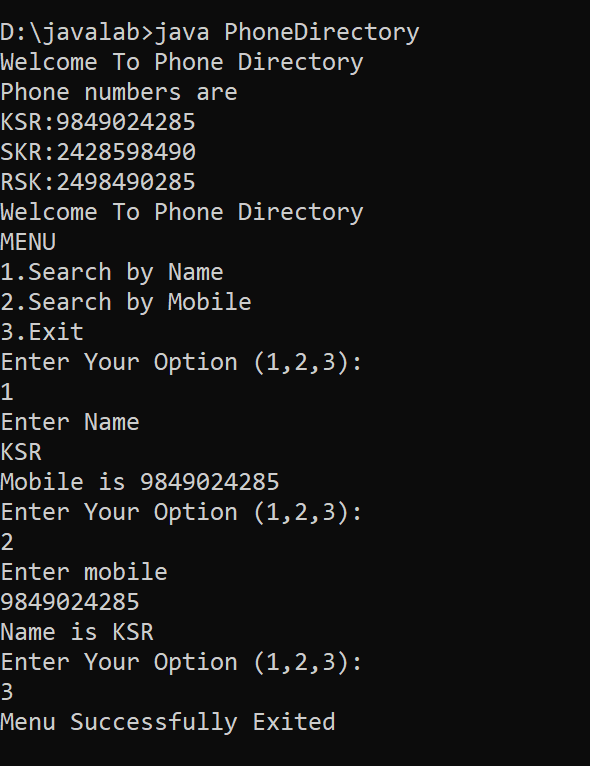 D:\javalab>java PhoneDirectory
Welcome To Phone Directory
Phone numbers are
KSR:9849024285
SKR:2428598490
RSK:2498490285
Welcome To Phone Directory
MENU
1.Search by Name
2.Search by Mobile
3.Exit
Enter Your Option (1,2,3):
1
Enter Name
KSR
Mobile is 9849024285
Enter Your Option (1,2,3):
2
Enter mobile
9849024285
Name is KSR
Enter Your Option (1,2,3):
3
Menu Successfully Exited